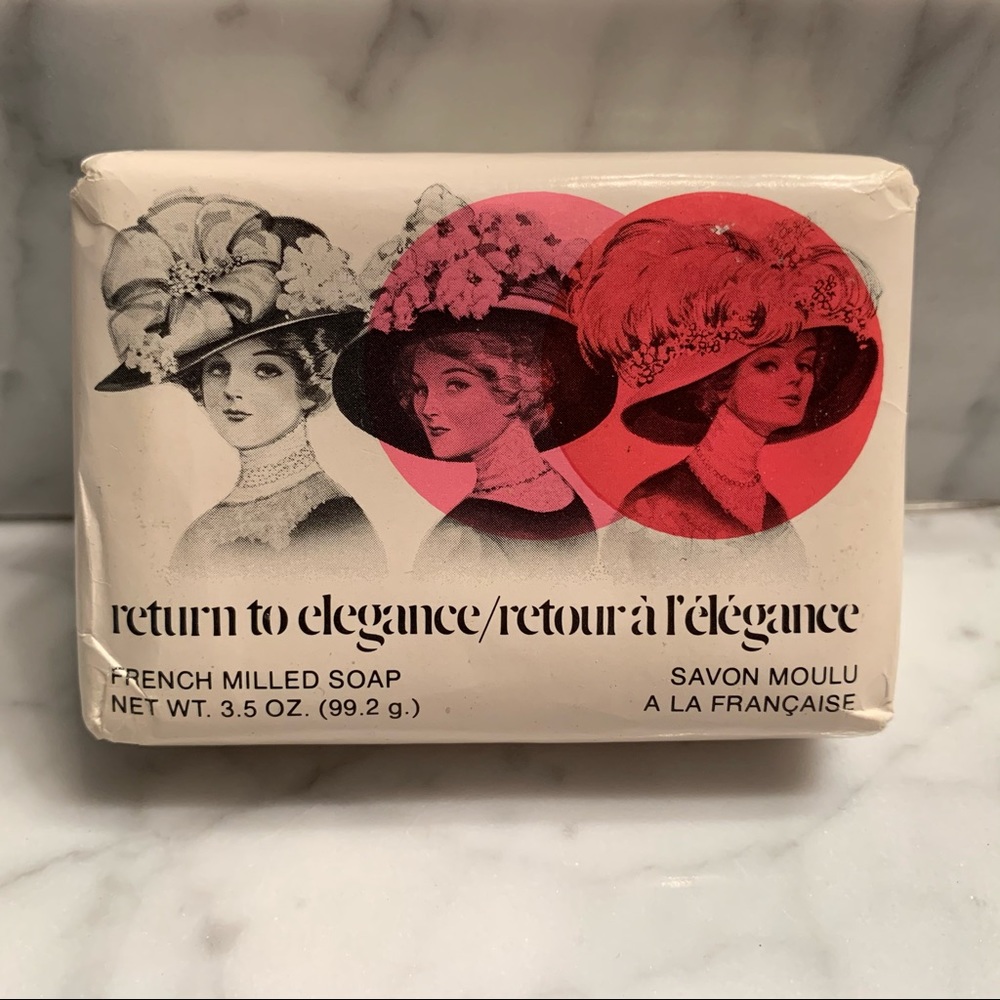 return to elegance/retour à l'élégance
FRENCH MILLED SOAP
NET WT. 3.5 OZ. (99.2 g.)
SAVON MOULU
A LA FRANÇAISE